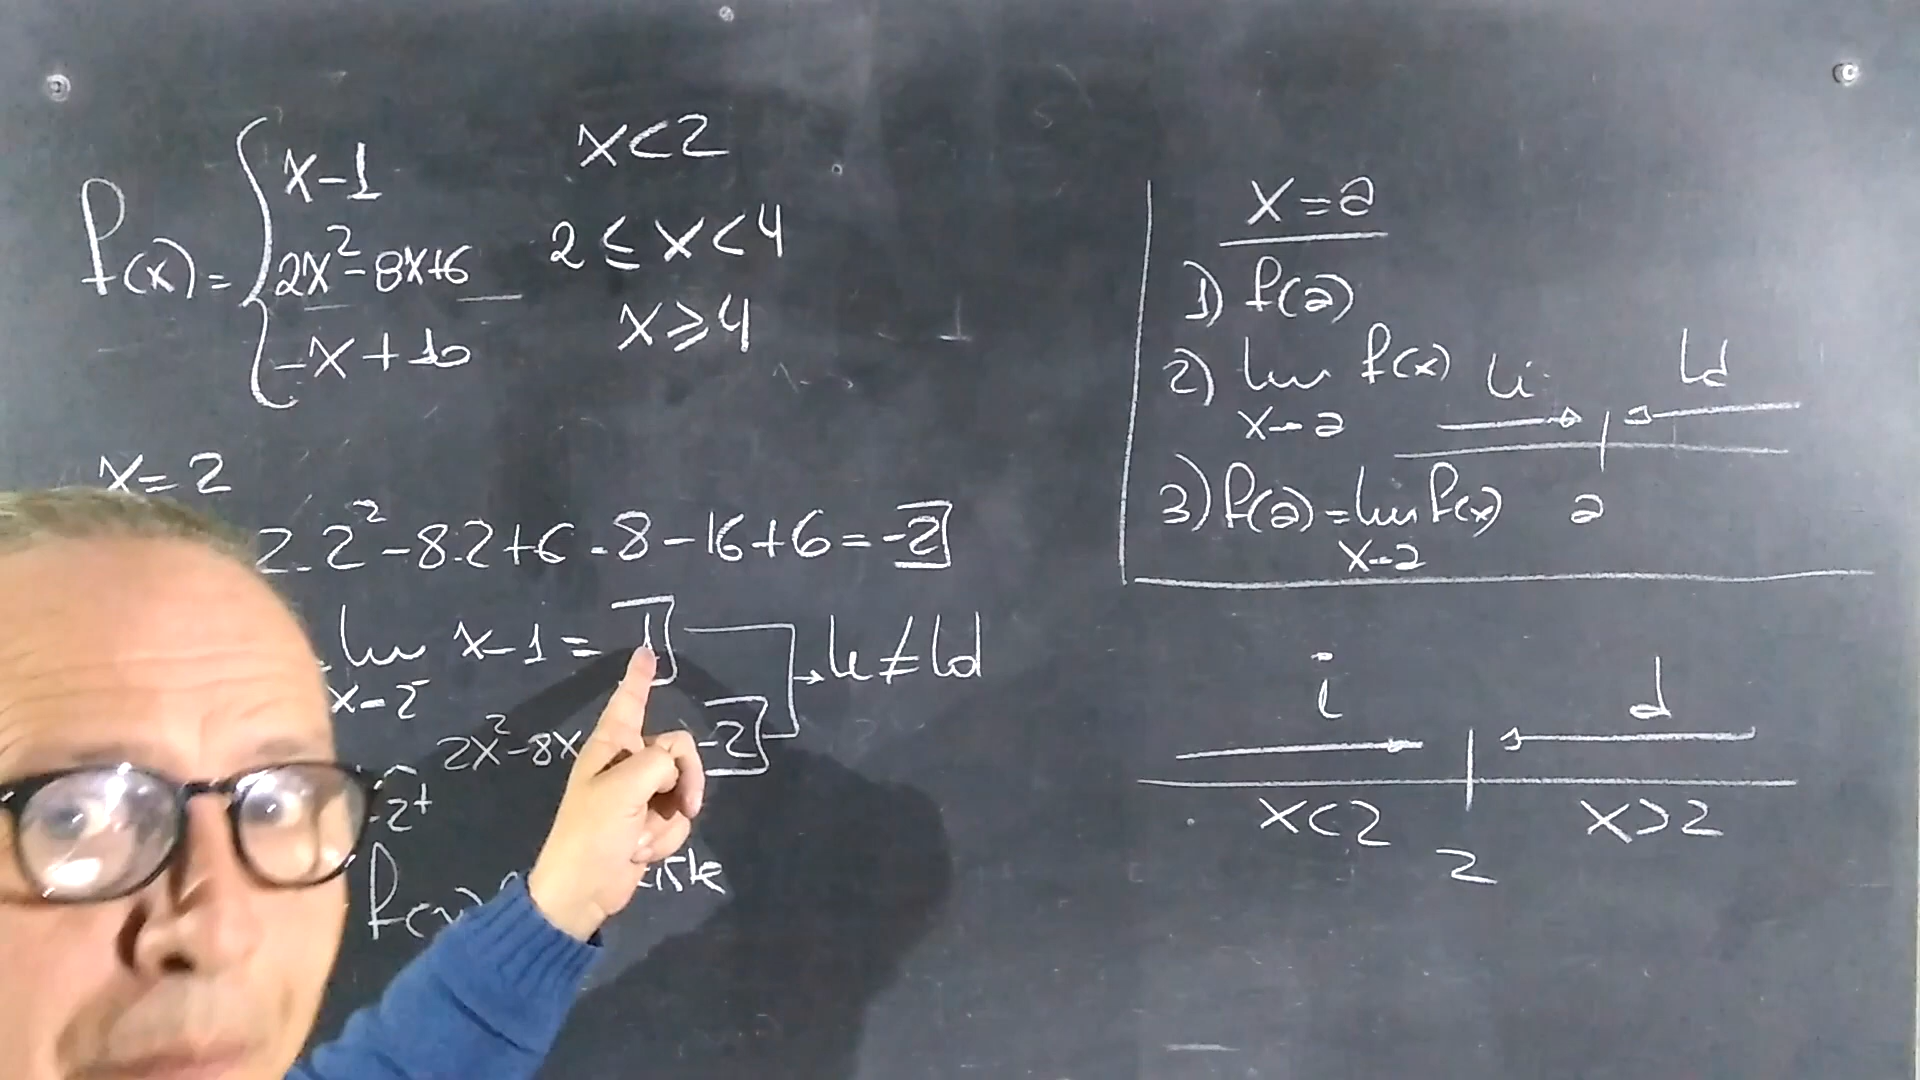 f(x) = { x-1 x<2
2x²-8x+6 2 ≤ x < 4
-x+10 x ≥ 4
x=2
2.2²-8.2+6 = 8-16+6 = -2
lim x-1 = 1
x→2⁻
2x²-8x -2
2⁺
li ≠ ld
f(x)
x=a
1) f(a)
2) lim f(x) li ld
x→a
3) f(a) = lim f(x) a
x→a
i d
x<2 x>2
2